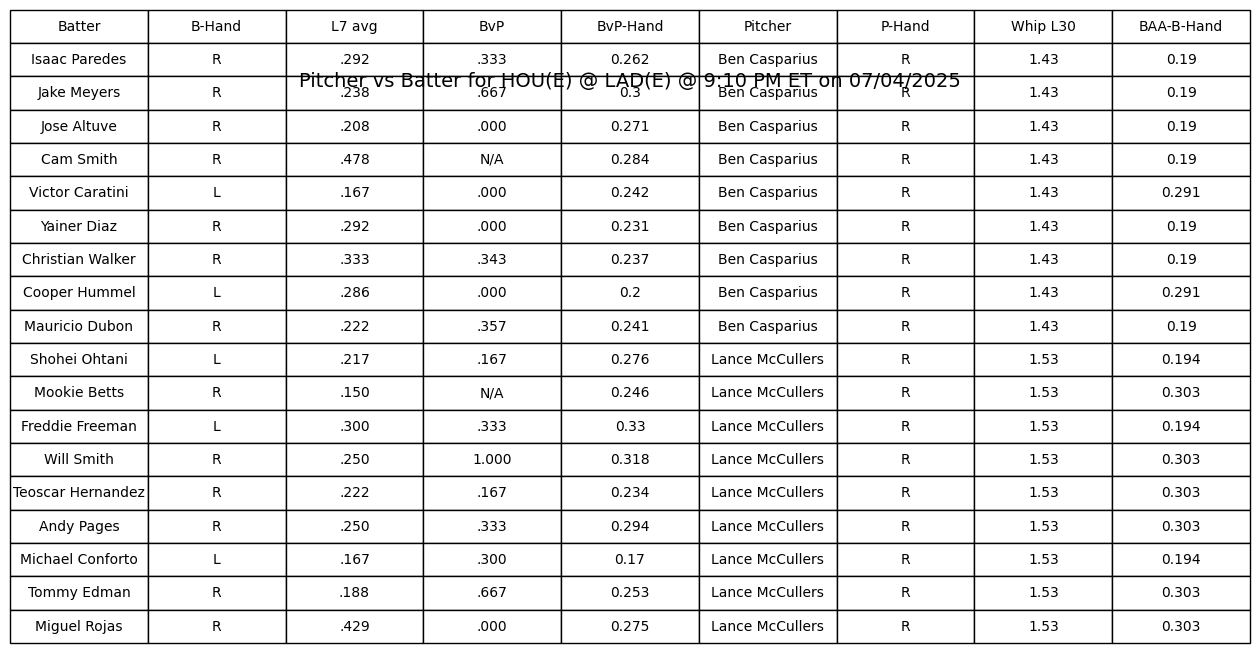 Batter B-Hand L7 avg BvP BvP-Hand Pitcher P-Hand Whip L30 BAA-B-Hand
Isaac Paredes R .292 .333 0.262 Ben Casparius R 1.43 0.19
Pitcher vs Batter for HOU(E) @ LAD(E) @ 9:10 PM ET on 07/04/2025
Jake Meyers R .238 .667 0.3 Ben Casparius R 1.43 0.19
Jose Altuve R .208 .000 0.271 Ben Casparius R 1.43 0.19
Cam Smith R .478 N/A 0.284 Ben Casparius R 1.43 0.19
Victor Caratini L .167 .000 0.242 Ben Casparius R 1.43 0.291
Yainer Diaz R .292 .000 0.231 Ben Casparius R 1.43 0.19
Christian Walker R .333 .343 0.237 Ben Casparius R 1.43 0.19
Cooper Hummel L .286 .000 0.2 Ben Casparius R 1.43 0.291
Mauricio Dubon R .222 .357 0.241 Ben Casparius R 1.43 0.19
Shohei Ohtani L .217 .167 0.276 Lance McCullers R 1.53 0.194
Mookie Betts R .150 N/A 0.246 Lance McCullers R 1.53 0.303
Freddie Freeman L .300 .333 0.33 Lance McCullers R 1.53 0.194
Will Smith R .250 1.000 0.318 Lance McCullers R 1.53 0.303
Teoscar Hernandez R .222 .167 0.234 Lance McCullers R 1.53 0.303
Andy Pages R .250 .333 0.294 Lance McCullers R 1.53 0.303
Michael Conforto L .167 .300 0.17 Lance McCullers R 1.53 0.194
Tommy Edman R .188 .667 0.253 Lance McCullers R 1.53 0.303
Miguel Rojas R .429 .000 0.275 Lance McCullers R 1.53 0.303